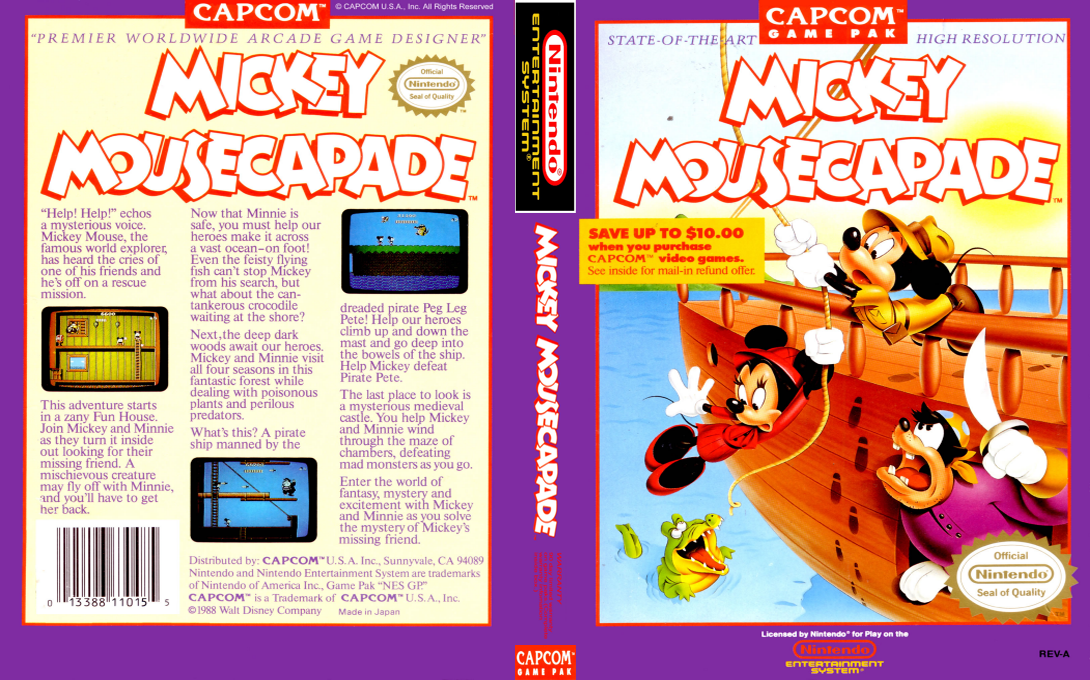 CAPCOM™
© CAPCOM U.S.A., Inc. All Rights Reserved
"PREMIER WORLDWIDE ARCADE GAME DESIGNER"
MICKEY
MOUSECAPADE™
Official
Nintendo
Seal of Quality
"Help! Help!" echos
a mysterious voice.
Mickey Mouse, the
famous world explorer,
has heard the cries of
one of his friends and
he's off on a rescue
mission.
This adventure starts
in a zany Fun House.
Join Mickey and Minnie
as they turn it inside
out looking for their
missing friend. A
mischievous creature
may fly off with Minnie,
and you'll have to get
her back.
Now that Minnie is
safe, you must help our
heroes make it across
a vast ocean–on foot!
Even the feisty flying
fish can't stop Mickey
from his search, but
what about the can-
tankerous crocodile
waiting at the shore?
Next, the deep dark
woods await our heroes.
Mickey and Minnie visit
all four seasons in this
fantastic forest while
dealing with poisonous
plants and perilous
predators.
What's this? A pirate
ship manned by the
dreaded pirate Peg Leg
Pete! Help our heroes
climb up and down the
mast and go deep into
the bowels of the ship.
Help Mickey defeat
Pirate Pete.
The last place to look is
a mysterious medieval
castle. You help Mickey
and Minnie wind
through the maze of
chambers, defeating
mad monsters as you go.
Enter the world of
fantasy, mystery and
excitement with Mickey
and Minnie as you solve
the mystery of Mickey's
missing friend.
0 13388 11015 5
Distributed by: CAPCOM™ U.S.A. Inc., Sunnyvale, CA 94089
Nintendo and Nintendo Entertainment System are trademarks
of Nintendo of America Inc., Game Pak "NES GP."
CAPCOM™ is a Trademark of CAPCOM™ U.S.A., Inc.
©1988 Walt Disney Company Made in Japan
Nintendo®
ENTERTAINMENT
SYSTEM®
MICKEY MOUSECAPADE
CAPCOM™
GAME PAK
CAPCOM™
GAME PAK
STATE-OF-THE-ART HIGH RESOLUTION
MICKEY
MOUSECAPADE™
SAVE UP TO $10.00
when you purchase
CAPCOM™ video games.
See inside for mail-in refund offer.
Official
Nintendo
Seal of Quality
Licensed by Nintendo® for Play on the
Nintendo
ENTERTAINMENT
SYSTEM®
REV-A